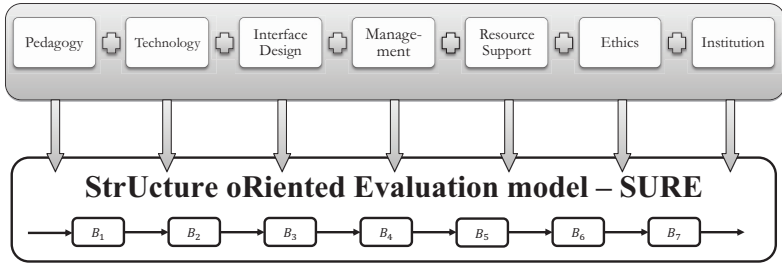 Pedagogy
Technology
Interface
Design
Manage-
ment
Resource
Support
Ethics
Institution
StrUcture oRiented Evaluation model – SURE
B₁
B₂
B₃
B₄
B₅
B₆
B₇